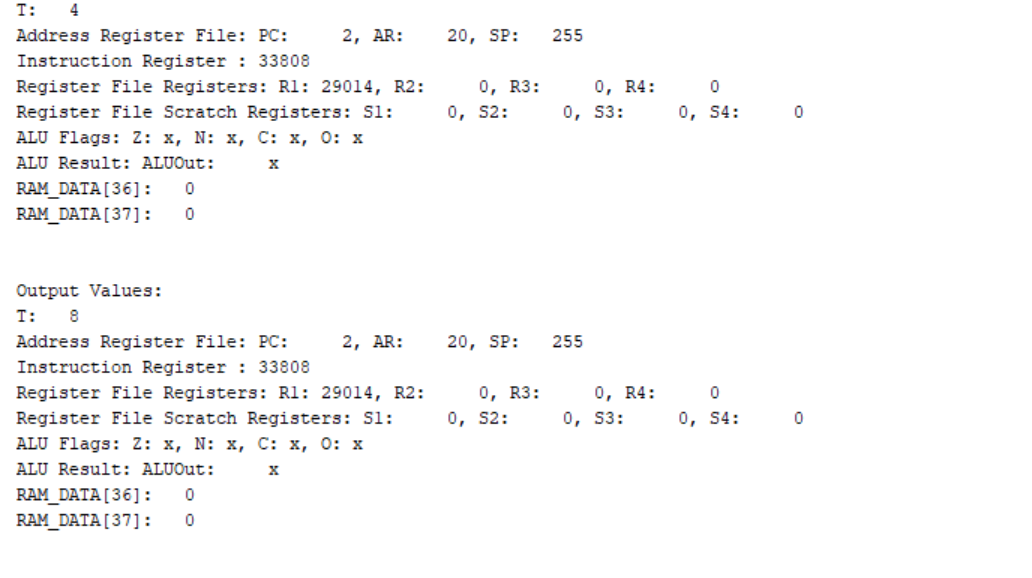 T:   4
Address Register File: PC:     2, AR:    20, SP:   255
Instruction Register : 33808
Register File Registers: R1: 29014, R2:     0, R3:     0, R4:     0
Register File Scratch Registers: S1:     0, S2:     0, S3:     0, S4:     0
ALU Flags: Z: x, N: x, C: x, O: x
ALU Result: ALUOut:     x
RAM_DATA[36]:   0
RAM_DATA[37]:   0
Output Values:
T:   8
Address Register File: PC:     2, AR:    20, SP:   255
Instruction Register : 33808
Register File Registers: R1: 29014, R2:     0, R3:     0, R4:     0
Register File Scratch Registers: S1:     0, S2:     0, S3:     0, S4:     0
ALU Flags: Z: x, N: x, C: x, O: x
ALU Result: ALUOut:     x
RAM_DATA[36]:   0
RAM_DATA[37]:   0